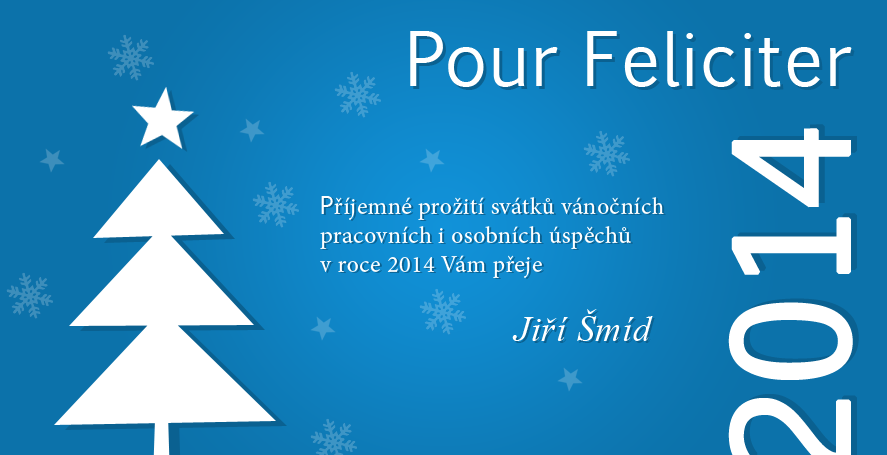 Pour Feliciter
2014
Příjemné prožití svátků vánočních
pracovních i osobních úspěchů
v roce 2014 Vám přeje
Jiří Šmíd